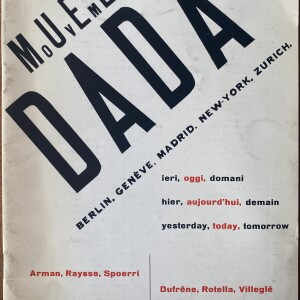 MOUVEME
DADA
BERLIN, GENÈVE, MADRID, NEW-YORK, ZURICH.
ieri, oggi, domani
hier, aujourd'hui, demain
yesterday, today, tomorrow
Arman, Raysse, Spoerri
Dufrêne, Rotella, Villeglé